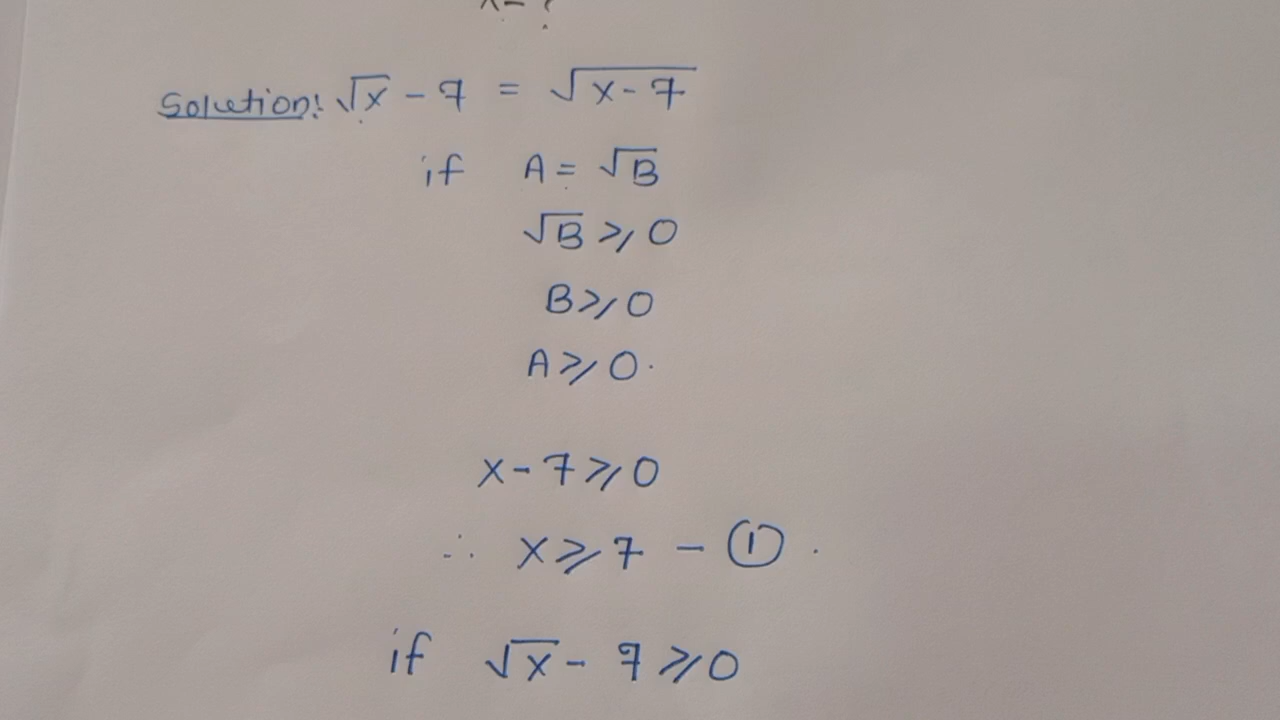 x = ?
Solution: √x - 7 = √(x-7)
if A = √B
√B ⩾ 0
B ⩾ 0
A ⩾ 0.
x - 7 ⩾ 0
∴ x ⩾ 7 - ①.
if √x - 7 ⩾ 0